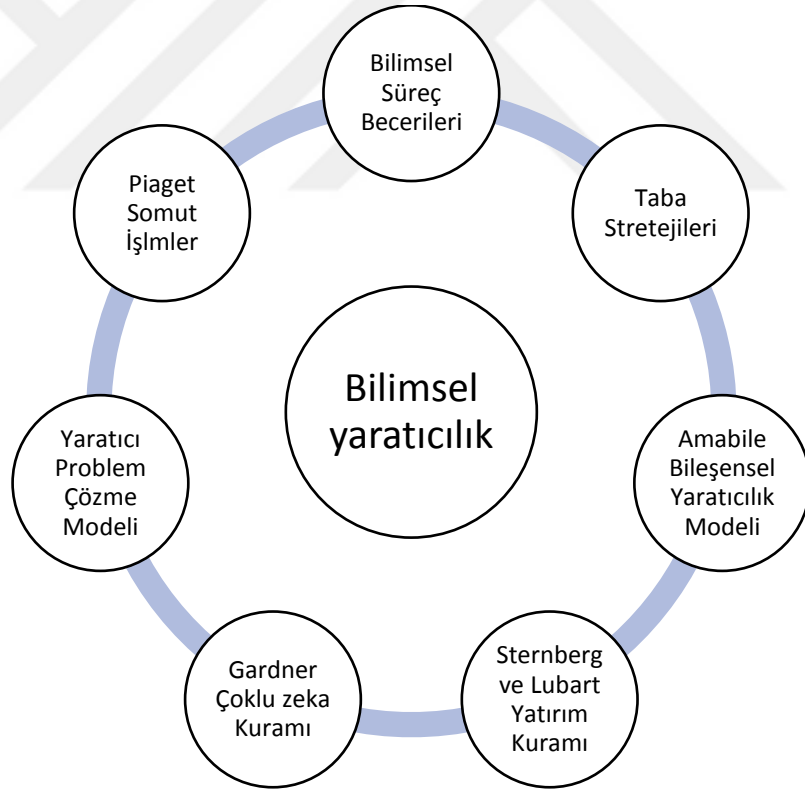 Bilimsel
Süreç
Becerileri
Taba
Stretejileri
Amabile
Bileşensel
Yaratıcılık
Modeli
Sternberg
ve Lubart
Yatırım
Kuramı
Gardner
Çoklu zeka
Kuramı
Yaratıcı
Problem
Çözme
Modeli
Piaget
Somut
İşlmler
Bilimsel
yaratıcılık